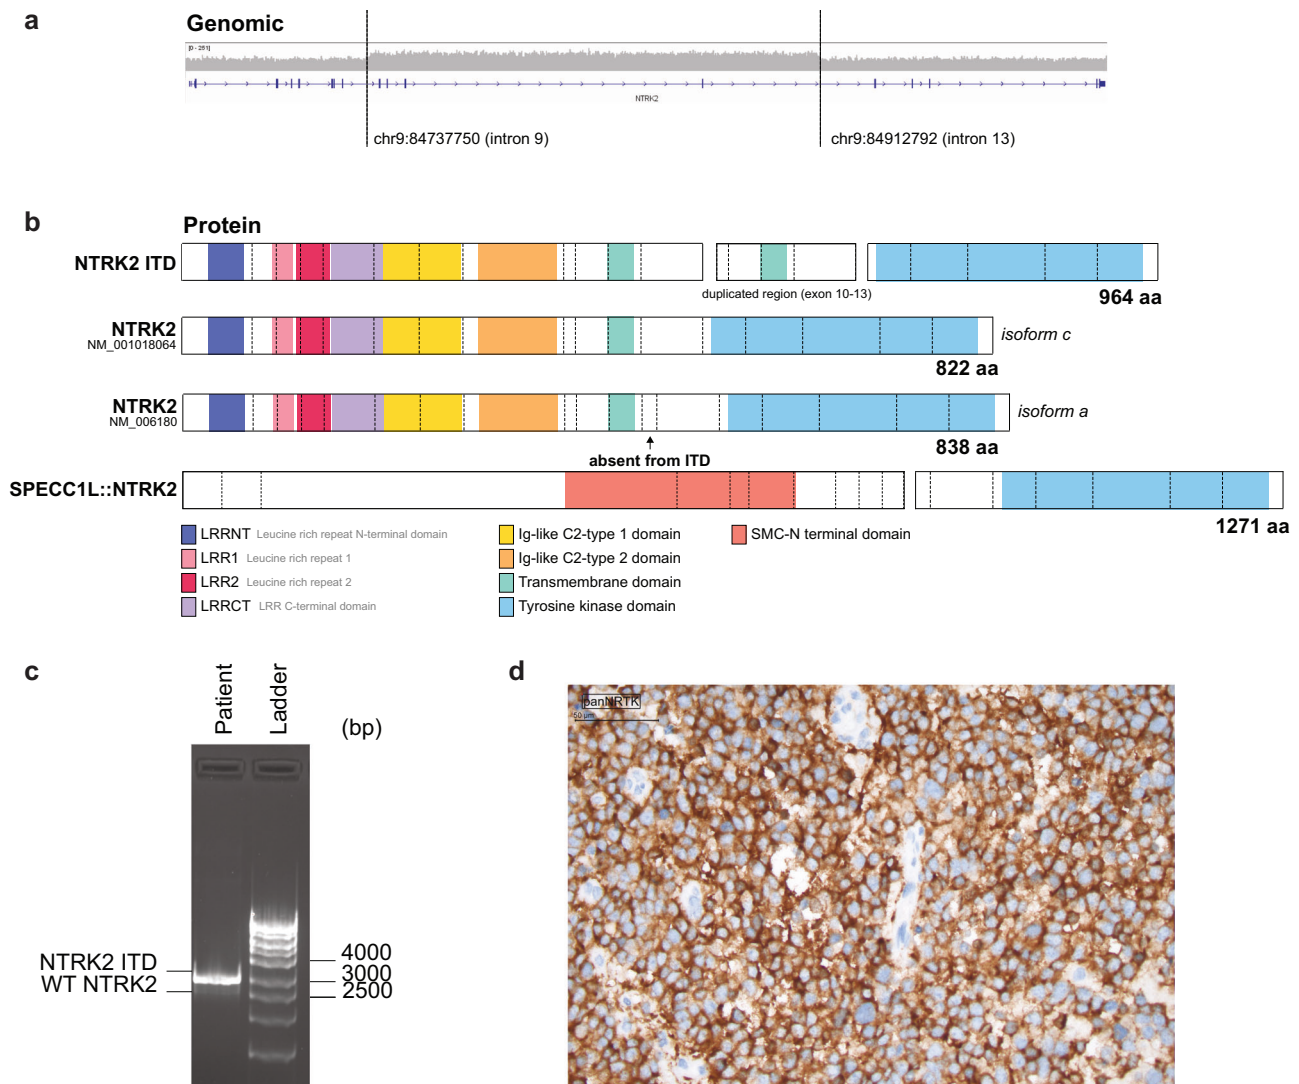 a
Genomic
[0 - 251]
NTRK2
chr9:84737750 (intron 9)
chr9:84912792 (intron 13)
b
Protein
NTRK2 ITD
duplicated region (exon 10-13)
964 aa
NTRK2
NM_001018064
isoform c
822 aa
NTRK2
NM_006180
isoform a
838 aa
absent from ITD
SPECC1L::NTRK2
1271 aa
LRRNT Leucine rich repeat N-terminal domain
LRR1 Leucine rich repeat 1
LRR2 Leucine rich repeat 2
LRRCT LRR C-terminal domain
Ig-like C2-type 1 domain
Ig-like C2-type 2 domain
Transmembrane domain
Tyrosine kinase domain
SMC-N terminal domain
c
Patient
Ladder
(bp)
NTRK2 ITD
WT NTRK2
4000
3000
2500
d
panNRTK
50 um